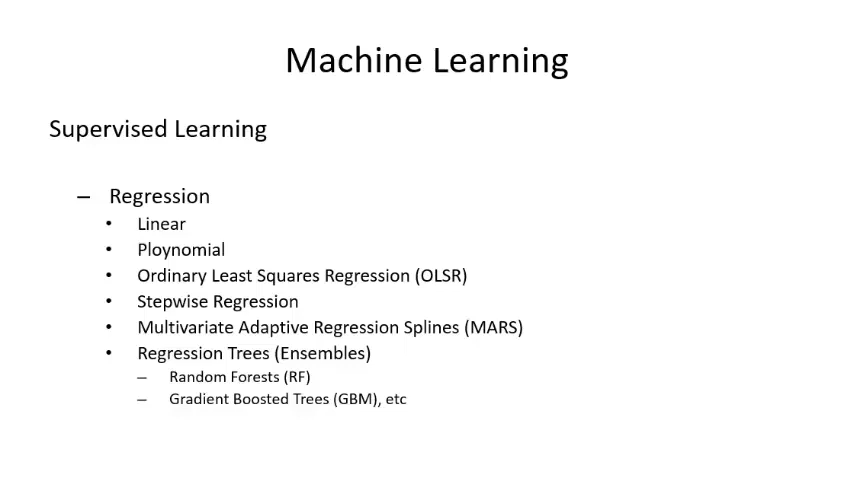 Machine Learning
Supervised Learning
– Regression
• Linear
• Ploynomial
• Ordinary Least Squares Regression (OLSR)
• Stepwise Regression
• Multivariate Adaptive Regression Splines (MARS)
• Regression Trees (Ensembles)
– Random Forests (RF)
– Gradient Boosted Trees (GBM), etc